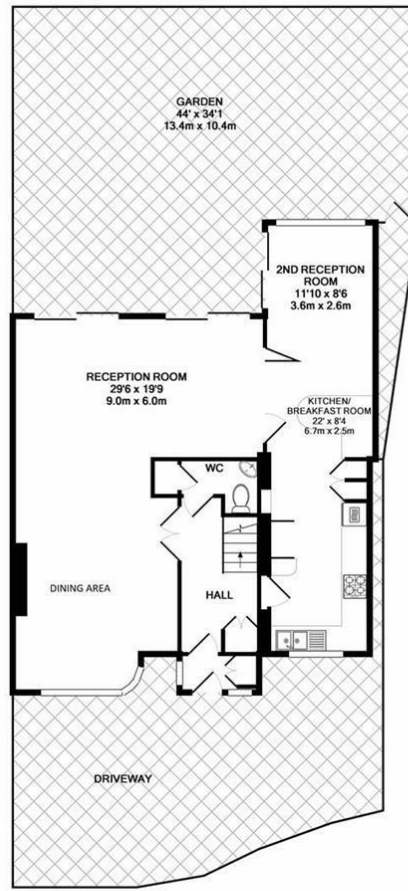 GARDEN
44' x 34'1
13.4m x 10.4m
2ND RECEPTION
ROOM
11'10 x 8'6
3.6m x 2.6m
RECEPTION ROOM
29'6 x 19'9
9.0m x 6.0m
KITCHEN/
BREAKFAST ROOM
22' x 8'4
6.7m x 2.5m
WC
DINING AREA
HALL
DRIVEWAY